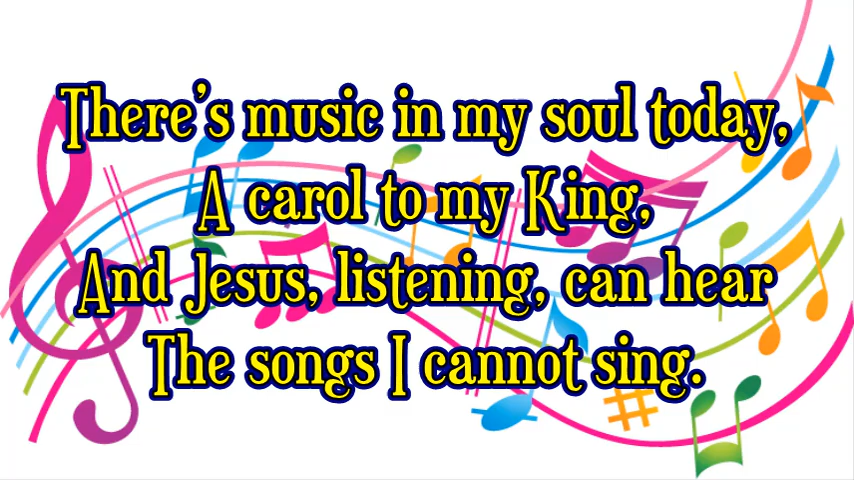 There's music in my soul today,
A carol to my King,
And Jesus, listening, can hear
The songs I cannot sing.